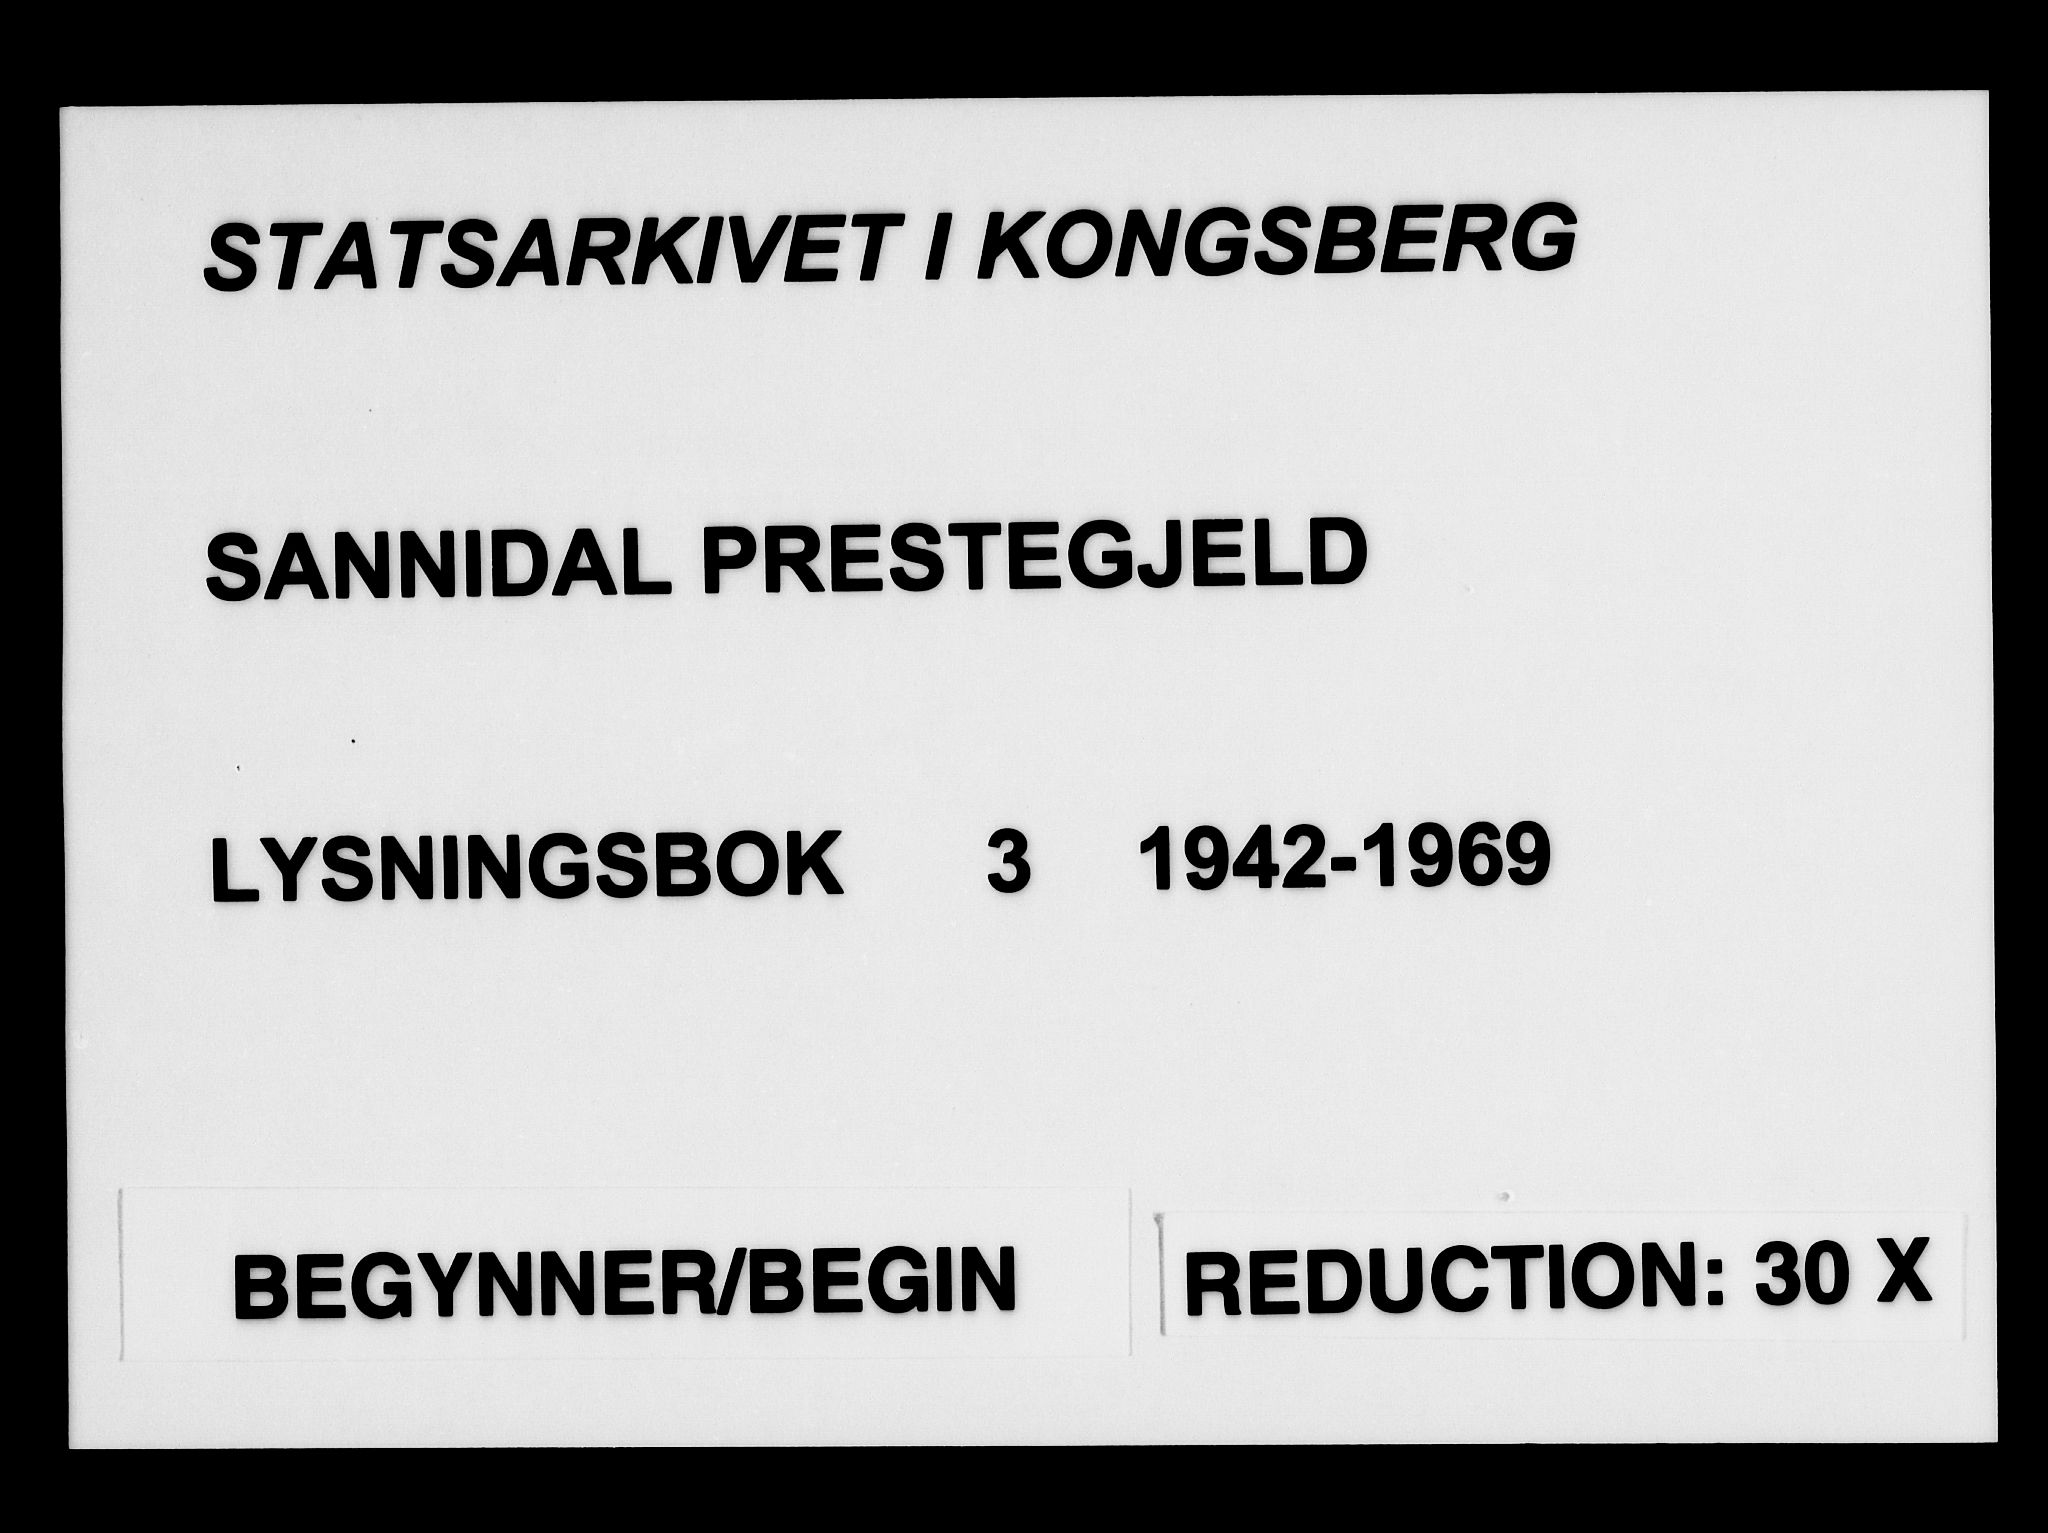 STATSARKIVET I KONGSBERG
SANNIDAL PRESTEGJELD
LYSNINGSBOK 3 1942-1969
BEGYNNER/BEGIN
REDUCTION: 30 X